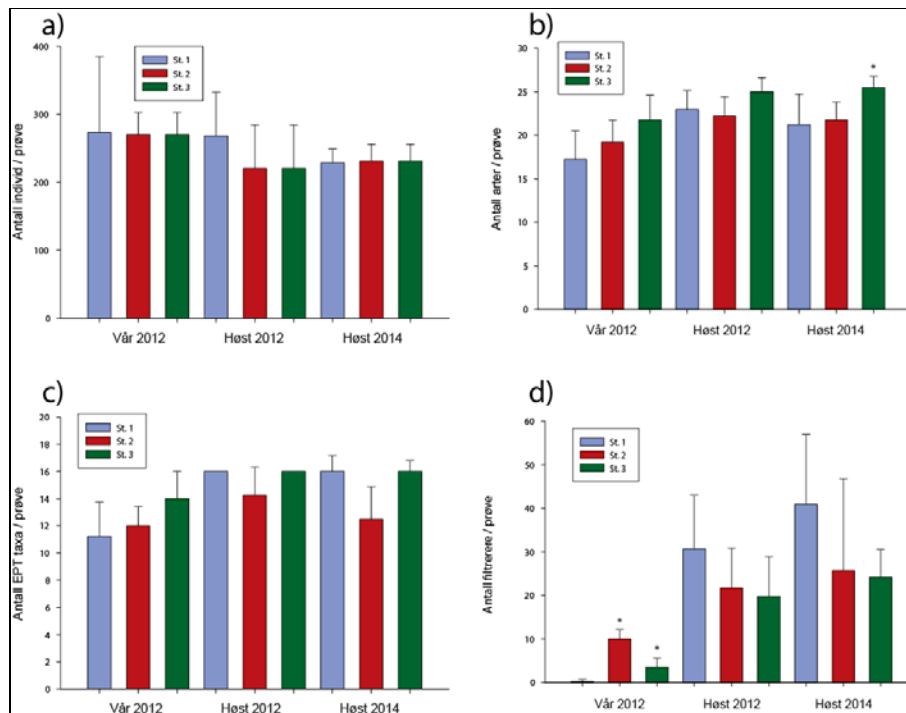 a)
Antall individ / prøve
400
300
200
100
0
St. 1
St. 2
St. 3
Vår 2012
Høst 2012
Høst 2014
b)
Antall arter / prøve
30
25
20
15
10
5
0
St. 1
St. 2
St. 3
*
Vår 2012
Høst 2012
Høst 2014
c)
Antall EPT taxa / prøve
20
18
16
14
12
10
8
6
4
2
0
St. 1
St. 2
St. 3
Vår 2012
Høst 2012
Høst 2014
d)
Antall filtrerere / prøve
60
50
40
30
20
10
0
St. 1
St. 2
St. 3
*
*
Vår 2012
Høst 2012
Høst 2014